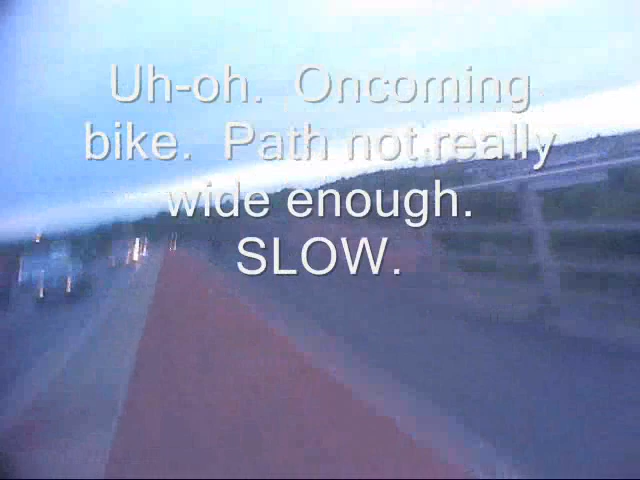 Uh-oh.  Oncoming
bike.  Path not really
wide enough.
SLOW.